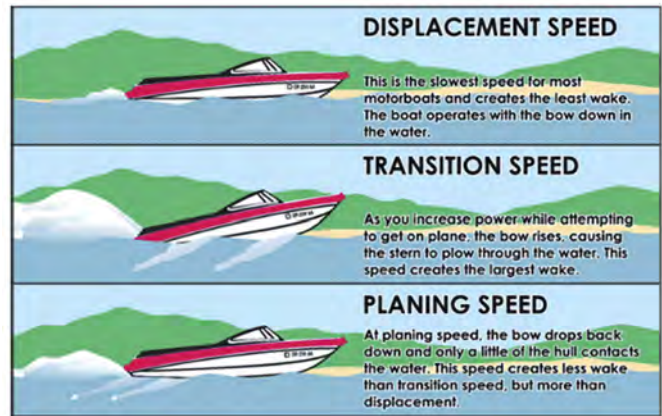 DISPLACEMENT SPEED
This is the slowest speed for most
motorboats and creates the least wake.
The boat operates with the bow down in
the water.
TRANSITION SPEED
As you increase power while attempting
to get on plane, the bow rises, causing
the stern to plow through the water. This
speed creates the largest wake.
PLANING SPEED
At planing speed, the bow drops back
down and only a little of the hull contacts
the water. This speed creates less wake
than transition speed, but more than
displacement.